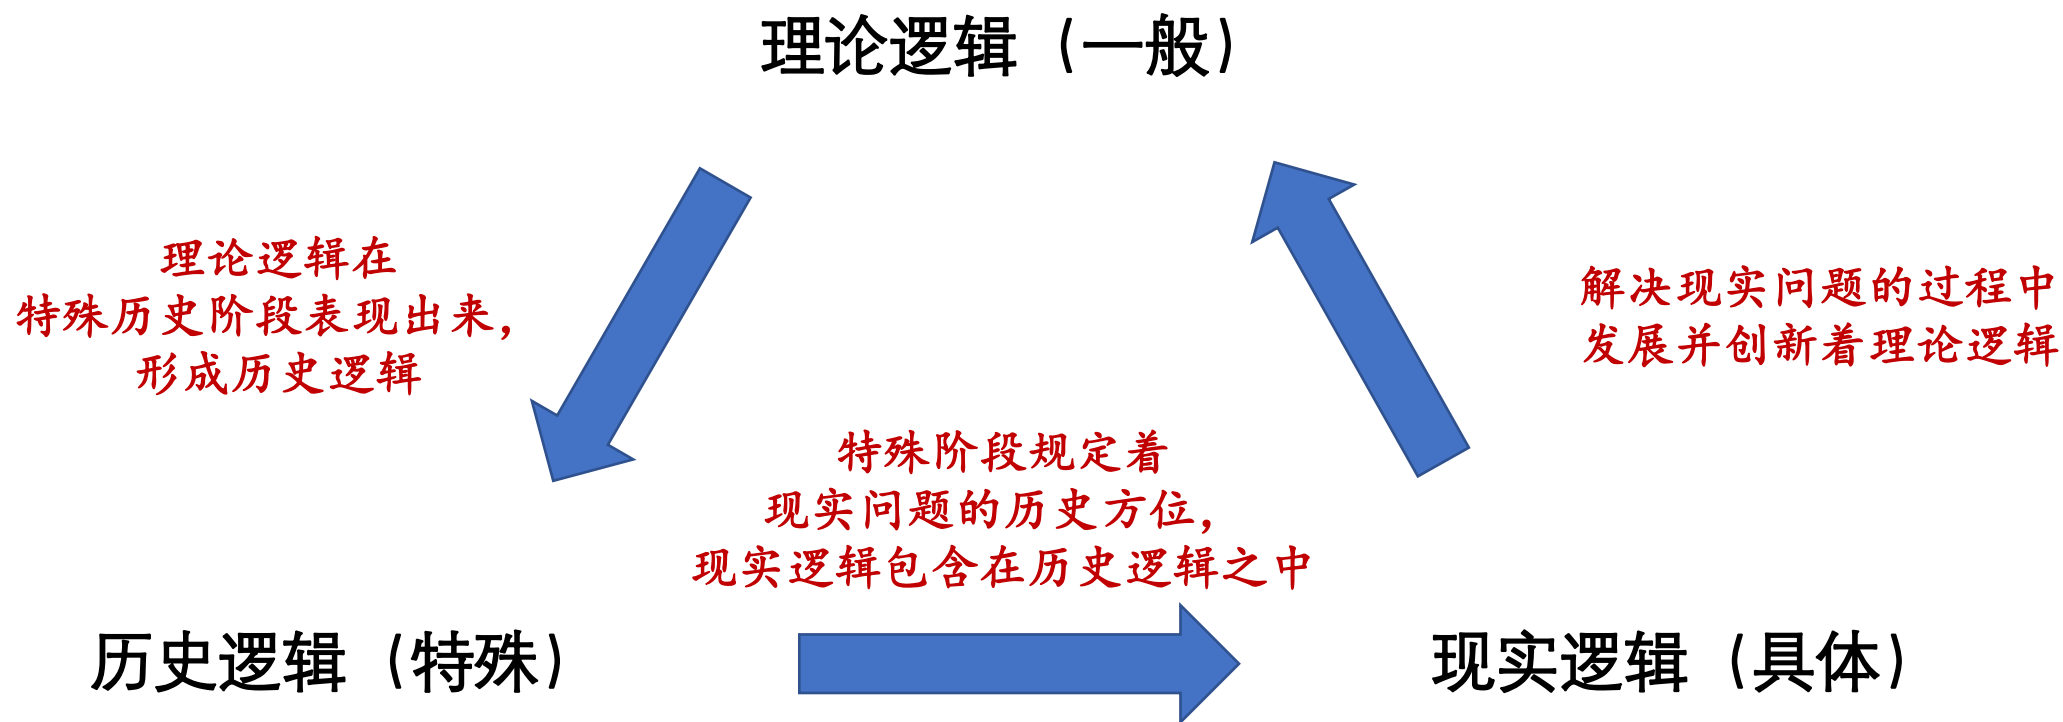 理论逻辑（一般）
理论逻辑在
特殊历史阶段表现出来，
形成历史逻辑
解决现实问题的过程中
发展并创新着理论逻辑
特殊阶段规定着
现实问题的历史方位，
现实逻辑包含在历史逻辑之中
历史逻辑（特殊）
现实逻辑（具体）